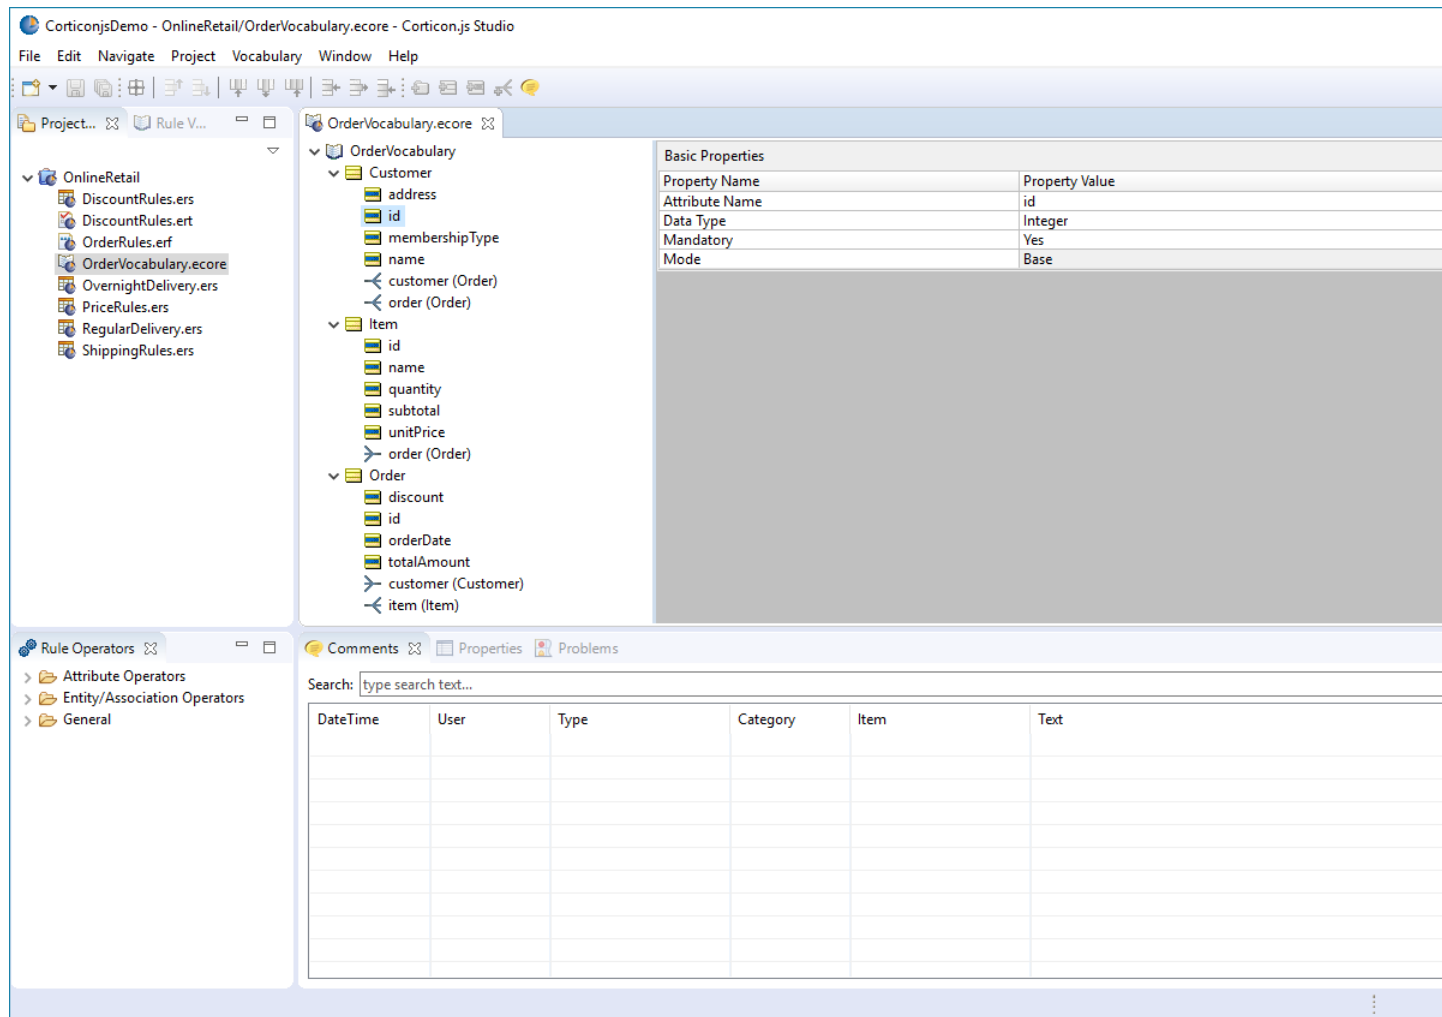 CorticonjsDemo - OnlineRetail/OrderVocabulary.ecore - Corticon.js Studio
File Edit Navigate Project Vocabulary Window Help
Project... Rule V...
OnlineRetail
DiscountRules.ers
DiscountRules.ert
OrderRules.erf
OrderVocabulary.ecore
OvernightDelivery.ers
PriceRules.ers
RegularDelivery.ers
ShippingRules.ers
OrderVocabulary.ecore
OrderVocabulary
Customer
address
id
membershipType
name
customer (Order)
order (Order)
Item
id
name
quantity
subtotal
unitPrice
order (Order)
Order
discount
id
orderDate
totalAmount
customer (Customer)
item (Item)
Basic Properties
Property Name Property Value
Attribute Name id
Data Type Integer
Mandatory Yes
Mode Base
Rule Operators
Attribute Operators
Entity/Association Operators
General
Comments Properties Problems
Search: type search text...
DateTime User Type Category Item Text